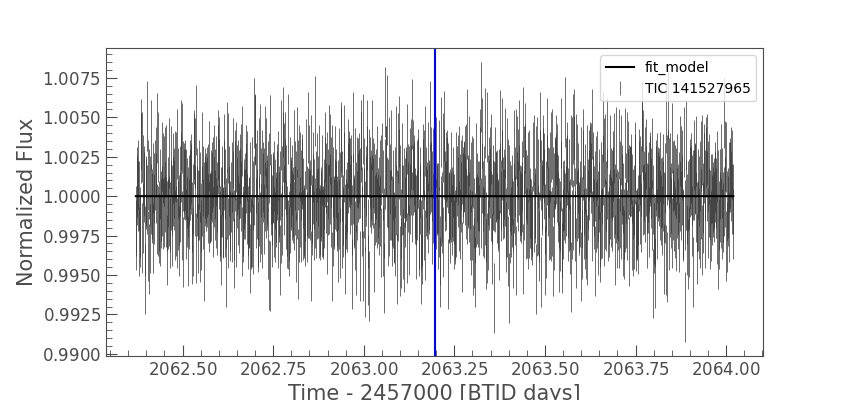 fit_model
TIC 141527965
1.0075
1.0050
1.0025
1.0000
0.9975
0.9950
0.9925
0.9900
Normalized Flux
2062.50 2062.75 2063.00 2063.25 2063.50 2063.75 2064.00
Time - 2457000 [BTJD days]